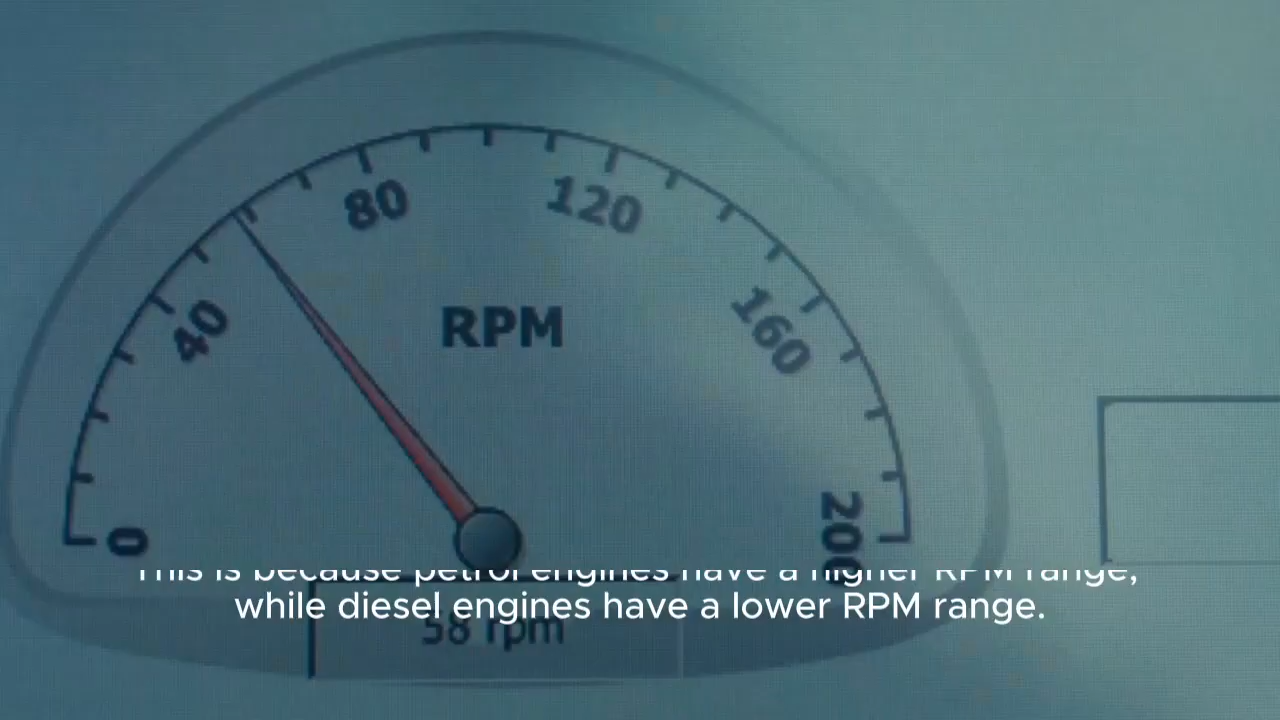 80
120
40
160
RPM
0
200
This is because petrol engines have a higher RPM range,
while diesel engines have a lower RPM range.
58 rpm